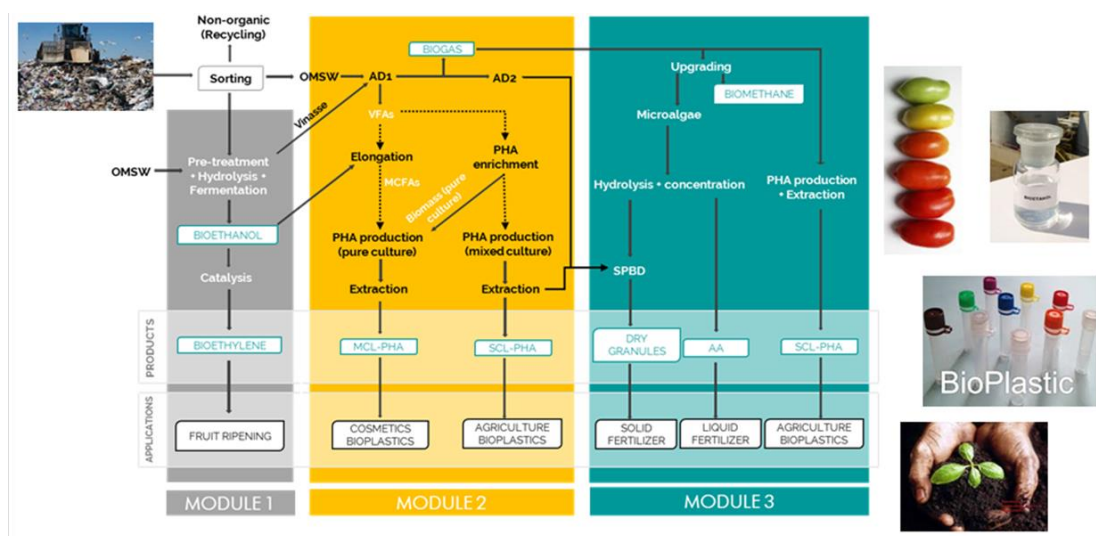 Non-organic
(Recycling)
Sorting
OMSW
AD1
BIOGAS
AD2
Upgrading
BIOMETHANE
Vinasse
VFAs
Microalgae
OMSW
Pre-treatment
• Hydrolysis •
Fermentation
Elongation
PHA
enrichment
MCFAs
Biomass (pure
culture)
Hydrolysis • concentration
PHA production
• Extraction
BIOETHANOL
PHA production
(pure culture)
PHA production
(mixed culture)
Catalysis
Extraction
Extraction
SPBD
PRODUCTS
BIOETHYLENE
MCL-PHA
SCL-PHA
DRY
GRANULES
AA
SCL-PHA
APPLICATIONS
FRUIT RIPENING
COSMETICS
BIOPLASTICS
AGRICULTURE
BIOPLASTICS
SOLID
FERTILIZER
LIQUID
FERTILIZER
AGRICULTURE
BIOPLASTICS
MODULE 1
MODULE 2
MODULE 3
BIOETANOL
BioPlastic